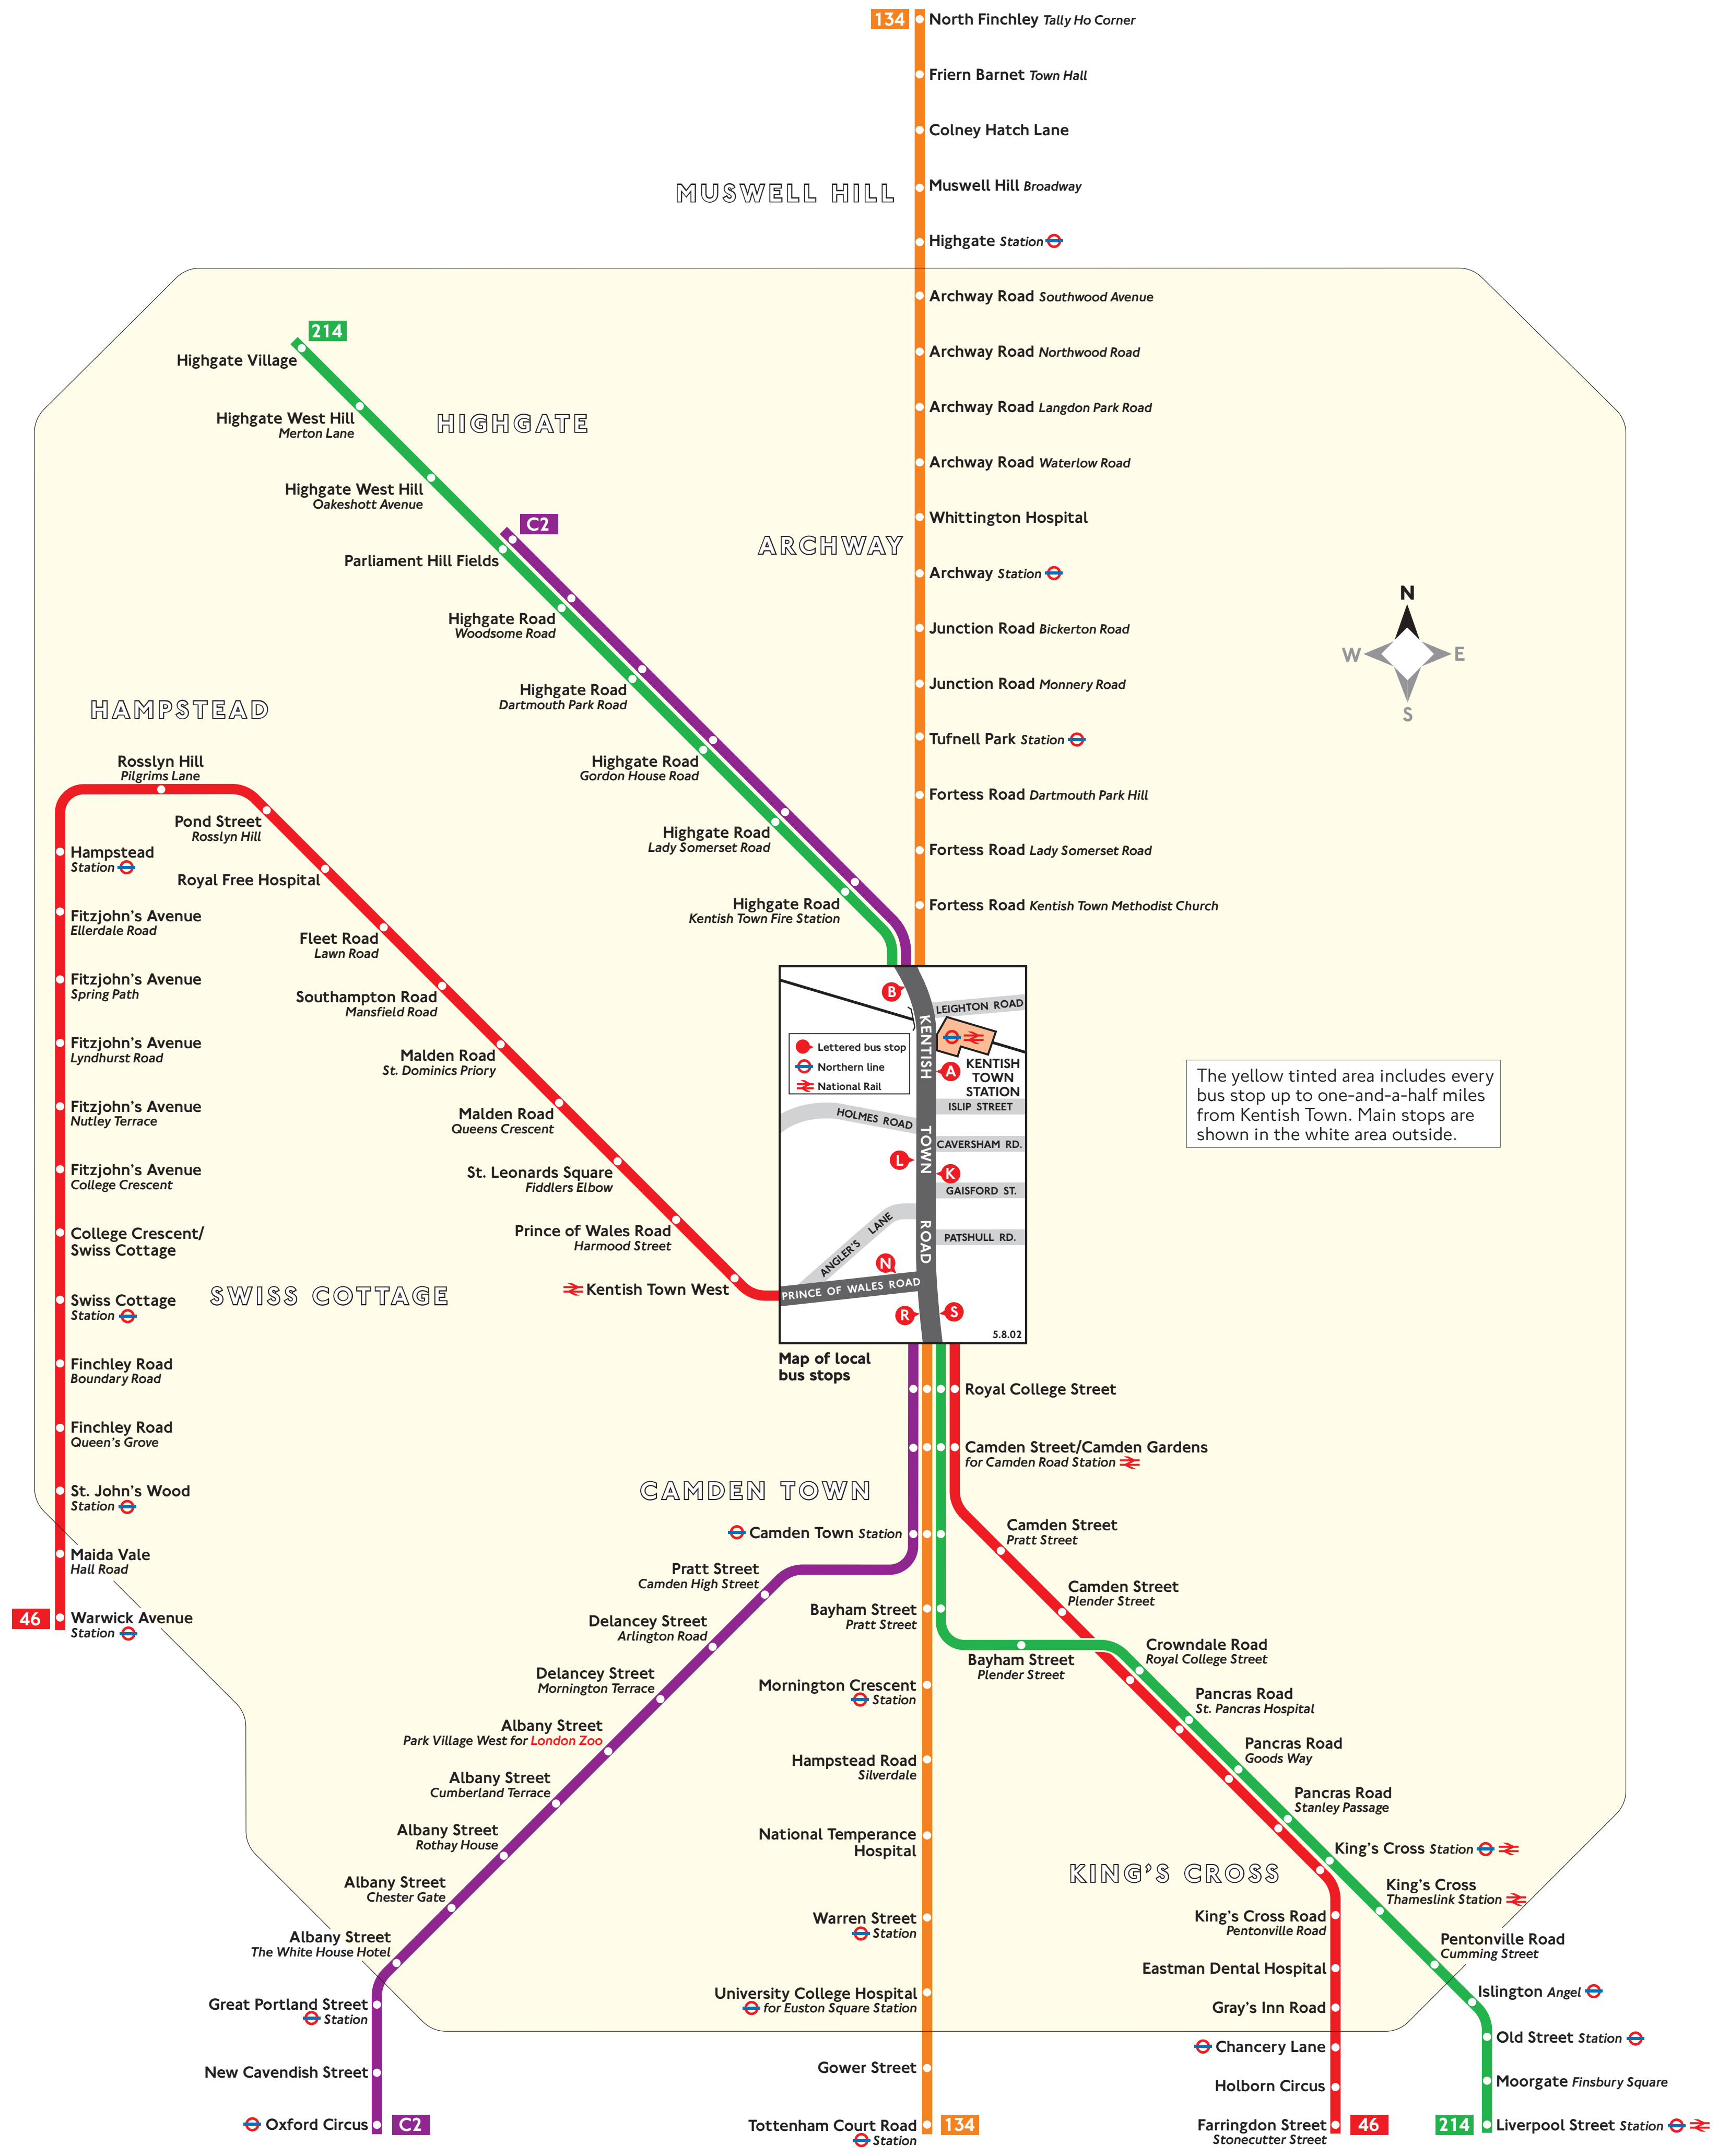 134
North Finchley Tally Ho Corner
Friern Barnet Town Hall
Colney Hatch Lane
MUSWELL HILL
Muswell Hill Broadway
Highgate Station
Archway Road Southwood Avenue
Archway Road Northwood Road
Archway Road Langdon Park Road
Archway Road Waterlow Road
Whittington Hospital
ARCHWAY
Archway Station
Junction Road Bickerton Road
Junction Road Monnery Road
Tufnell Park Station
Fortess Road Dartmouth Park Hill
Fortess Road Lady Somerset Road
Fortess Road Kentish Town Methodist Church
214
Highgate Village
HIGHGATE
Highgate West Hill
Merton Lane
Highgate West Hill
Oakeshott Avenue
C2
Parliament Hill Fields
Highgate Road
Woodsome Road
Highgate Road
Dartmouth Park Road
Highgate Road
Gordon House Road
Highgate Road
Lady Somerset Road
Highgate Road
Kentish Town Fire Station
N
W
E
S
HAMPSTEAD
Rosslyn Hill
Pilgrims Lane
Pond Street
Rosslyn Hill
Royal Free Hospital
Fleet Road
Lawn Road
Southampton Road
Mansfield Road
Malden Road
St. Dominics Priory
Malden Road
Queens Crescent
St. Leonards Square
Fiddlers Elbow
Prince of Wales Road
Harmood Street
Kentish Town West
Hampstead
Station
Fitzjohn's Avenue
Ellerdale Road
Fitzjohn's Avenue
Spring Path
Fitzjohn's Avenue
Lyndhurst Road
Fitzjohn's Avenue
Nutley Terrace
Fitzjohn's Avenue
College Crescent
College Crescent/
Swiss Cottage
SWISS COTTAGE
Swiss Cottage
Station
Finchley Road
Boundary Road
Finchley Road
Queen's Grove
St. John's Wood
Station
Maida Vale
Hall Road
46
Warwick Avenue
Station
B
LEIGHTON ROAD
KENTISH TOWN ROAD
Lettered bus stop
Northern line
National Rail
KENTISH
TOWN
STATION
A
ISLIP STREET
HOLMES ROAD
CAVERSHAM RD.
L
K
GAISFORD ST.
ANGLER'S LANE
PATSHULL RD.
N
PRINCE OF WALES ROAD
R
S
5.8.02
Map of local
bus stops
The yellow tinted area includes every
bus stop up to one-and-a-half miles
from Kentish Town. Main stops are
shown in the white area outside.
Royal College Street
Camden Street/Camden Gardens
for Camden Road Station
CAMDEN TOWN
Camden Town Station
Pratt Street
Camden High Street
Delancey Street
Arlington Road
Delancey Street
Mornington Terrace
Albany Street
Park Village West for London Zoo
Albany Street
Cumberland Terrace
Albany Street
Rothay House
Albany Street
Chester Gate
Albany Street
The White House Hotel
Great Portland Street
Station
New Cavendish Street
Oxford Circus
C2
Bayham Street
Pratt Street
Mornington Crescent
Station
Hampstead Road
Silverdale
National Temperance
Hospital
Warren Street
Station
University College Hospital
for Euston Square Station
Gower Street
Tottenham Court Road
Station
134
Camden Street
Pratt Street
Camden Street
Plender Street
Bayham Street
Plender Street
Crowndale Road
Royal College Street
Pancras Road
St. Pancras Hospital
Pancras Road
Goods Way
Pancras Road
Stanley Passage
KING'S CROSS
King's Cross Station
King's Cross
Thameslink Station
King's Cross Road
Pentonville Road
Eastman Dental Hospital
Gray's Inn Road
Chancery Lane
Holborn Circus
Farringdon Street
Stonecutter Street
46
Pentonville Road
Cumming Street
Islington Angel
Old Street Station
Moorgate Finsbury Square
214
Liverpool Street Station